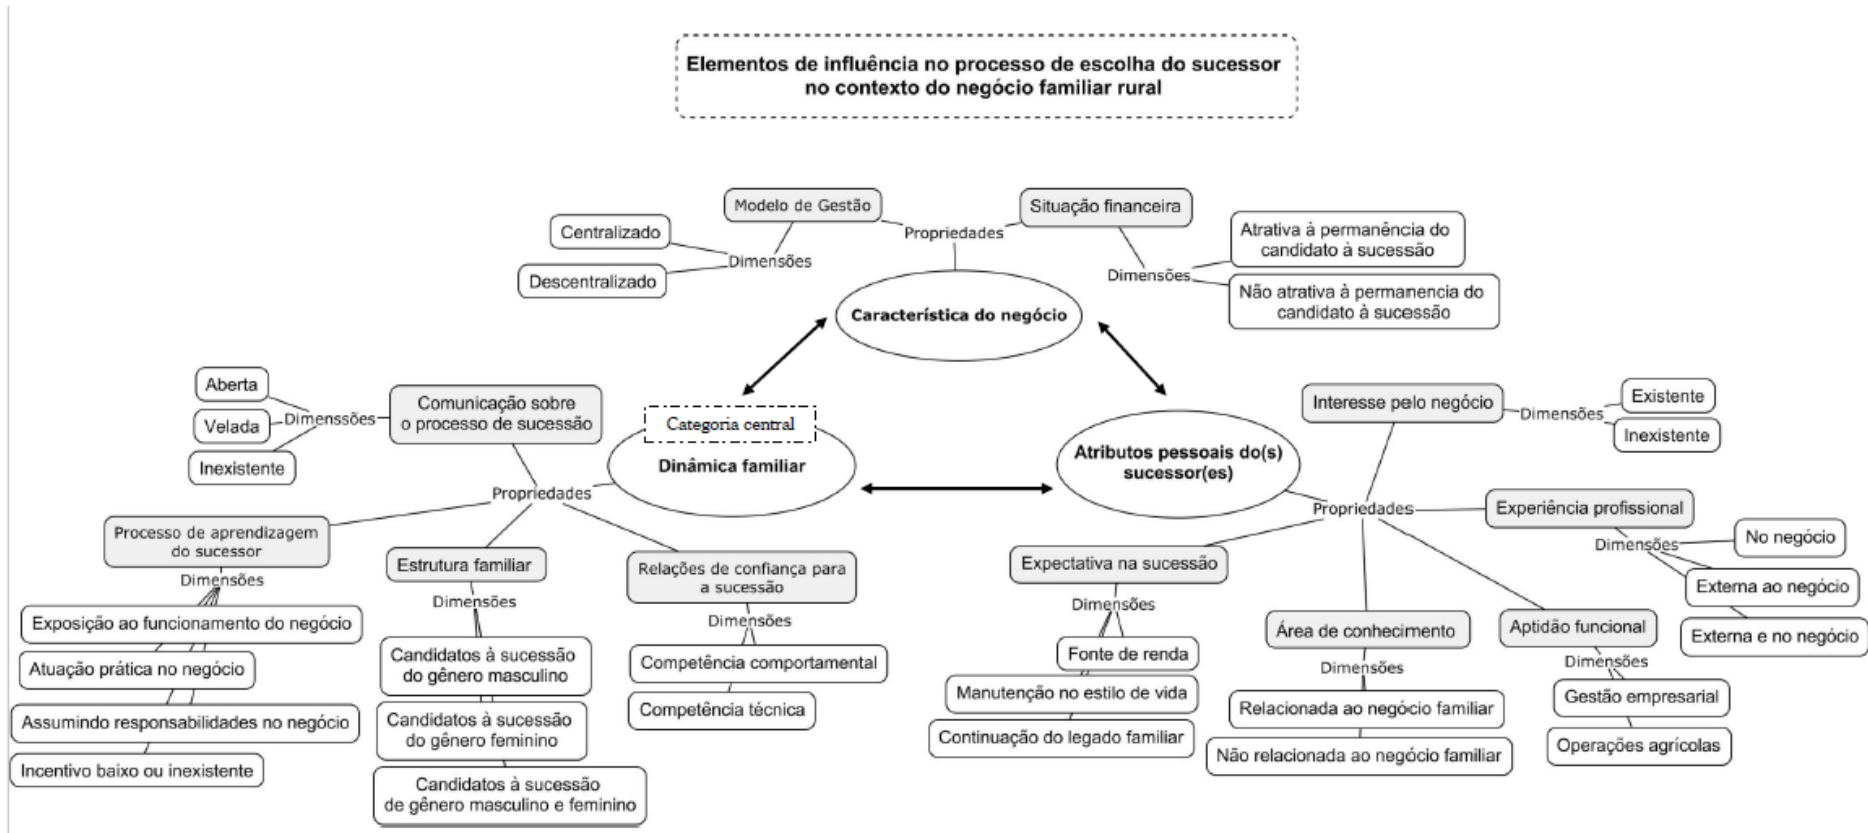 Elementos de influência no processo de escolha do sucessor
no contexto do negócio familiar rural
Modelo de Gestão
Situação financeira
Propriedades
Centralizado
Dimensões
Descentralizado
Atrativa à permanência do
candidato à sucessão
Dimensões
Não atrativa à permanencia do
candidato à sucessão
Característica do negócio
Aberta
Velada
Inexistente
Dimenssões
Comunicação sobre
o processo de sucessão
Categoria central
Dinâmica familiar
Propriedades
Processo de aprendizagem
do sucessor
Dimensões
Exposição ao funcionamento do negócio
Atuação prática no negócio
Assumindo responsabilidades no negócio
Incentivo baixo ou inexistente
Estrutura familiar
Dimensões
Candidatos à sucessão
do gênero masculino
Candidatos à sucessão
do gênero feminino
Candidatos à sucessão
de gênero masculino e feminino
Relações de confiança para
a sucessão
Dimensões
Competência comportamental
Competência técnica
Atributos pessoais do(s)
sucessor(es)
Propriedades
Interesse pelo negócio
Dimensões
Existente
Inexistente
Experiência profissional
Dimensões
No negócio
Externa ao negócio
Externa e no negócio
Expectativa na sucessão
Dimensões
Fonte de renda
Manutenção no estilo de vida
Continuação do legado familiar
Área de conhecimento
Dimensões
Relacionada ao negócio familiar
Não relacionada ao negócio familiar
Aptidão funcional
Dimensões
Gestão empresarial
Operações agrícolas